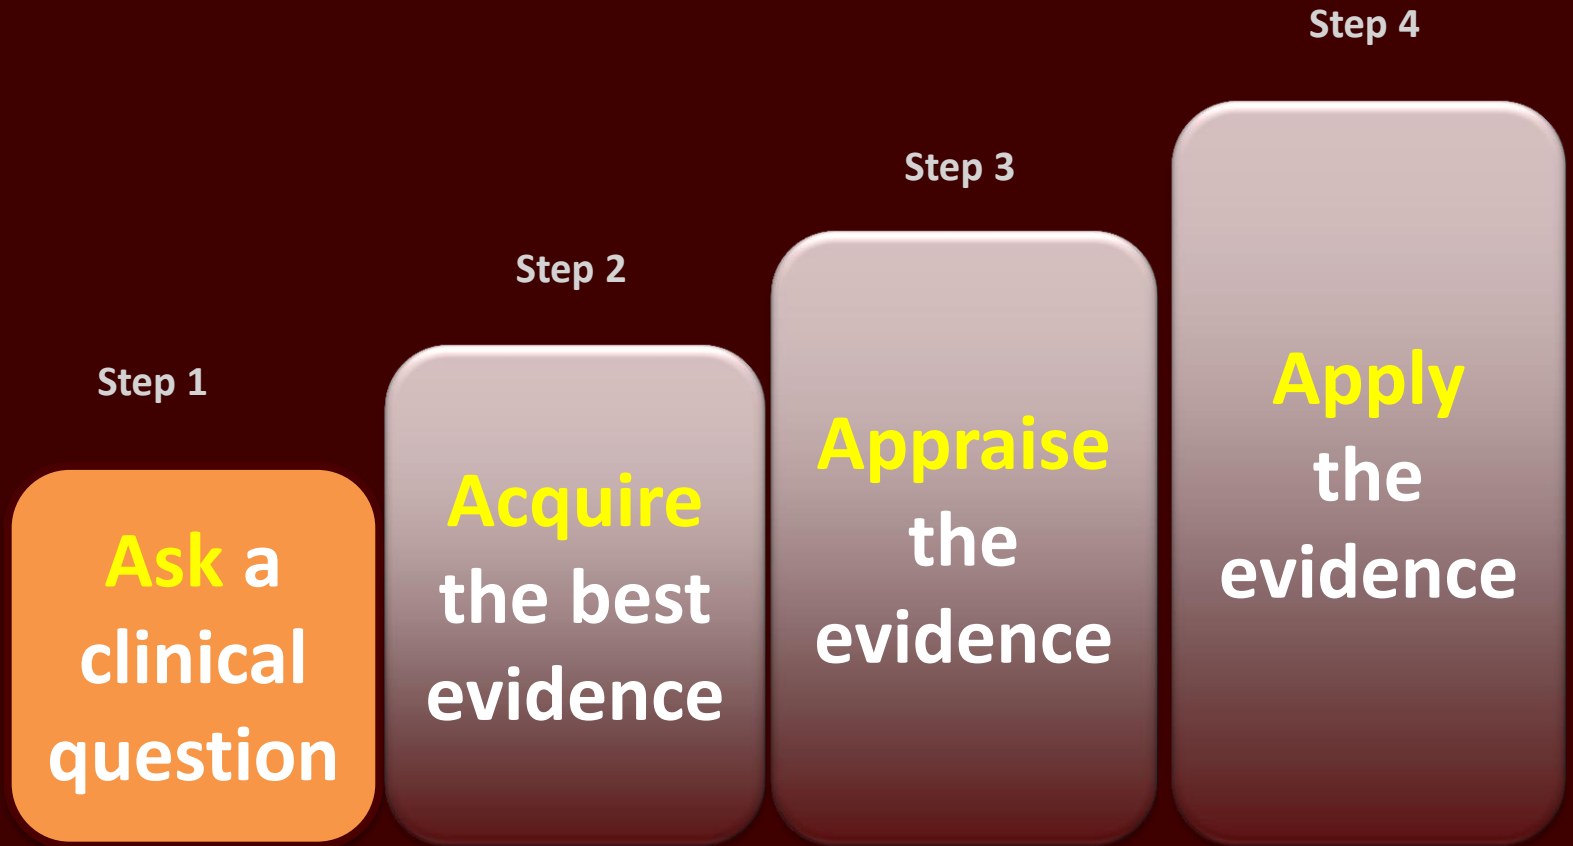 Step 1
Ask a
clinical
question
Step 2
Acquire
the best
evidence
Step 3
Appraise
the
evidence
Step 4
Apply
the
evidence